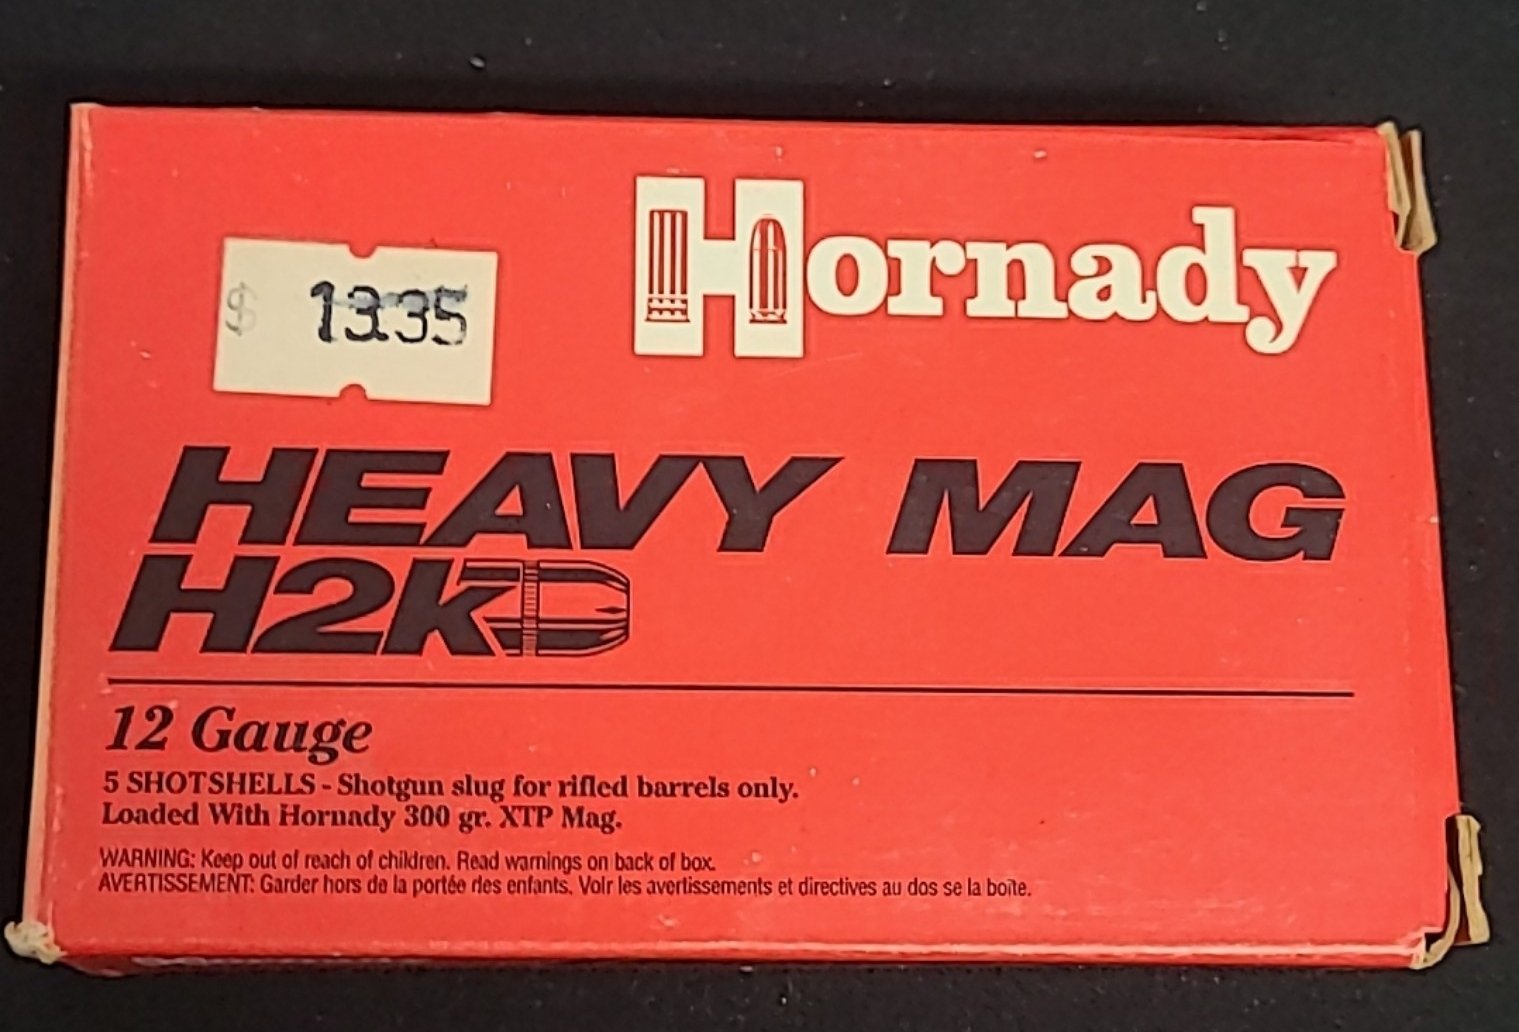 Hornady
$ 13.35
HEAVY MAG
H2K
12 Gauge
5 SHOTSHELLS - Shotgun slug for rifled barrels only.
Loaded With Hornady 300 gr. XTP Mag.
WARNING: Keep out of reach of children. Read warnings on back of box.
AVERTISSEMENT: Garder hors de la portée des enfants. Voir les avertissements et directives au dos se la boîte.